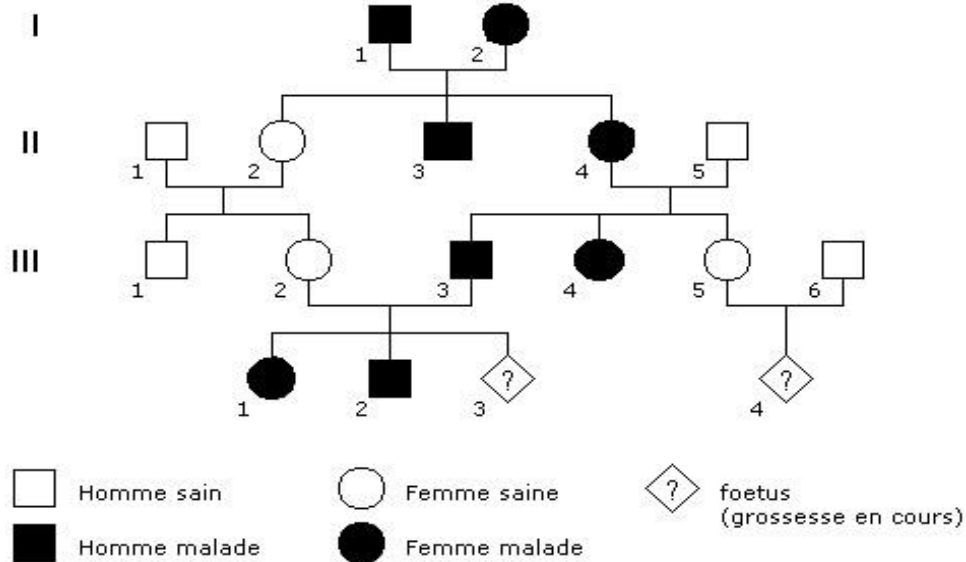 I
1 2
II
1 2 3 4 5
III
1 2 3 4 5 6
? ?
1 2 3 4
Homme sain Femme saine ? foetus
(grossesse en cours)
Homme malade Femme malade